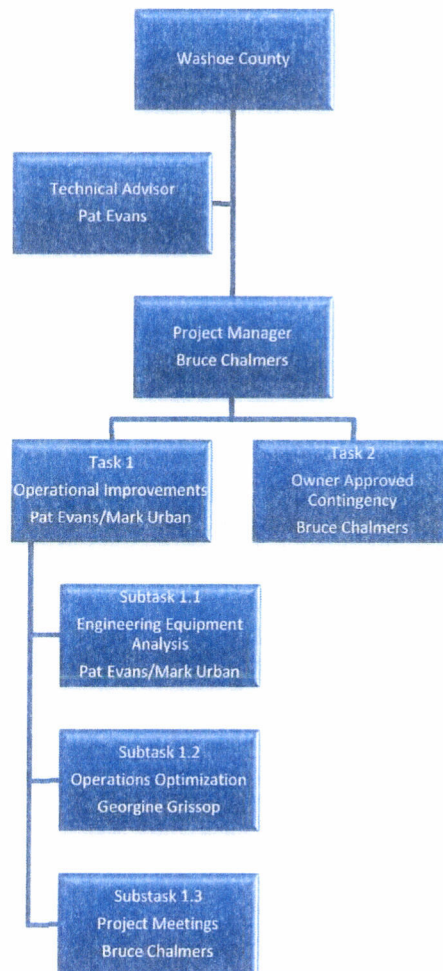 Washoe County
Technical Advisor
Pat Evans
Project Manager
Bruce Chalmers
Task 1
Operational Improvements
Pat Evans/Mark Urban
Task 2
Owner Approved
Contingency
Bruce Chalmers
Subtask 1.1
Engineering Equipment
Analysis
Pat Evans/Mark Urban
Subtask 1.2
Operations Optimization
Georgine Grissop
Substask 1.3
Project Meetings
Bruce Chalmers